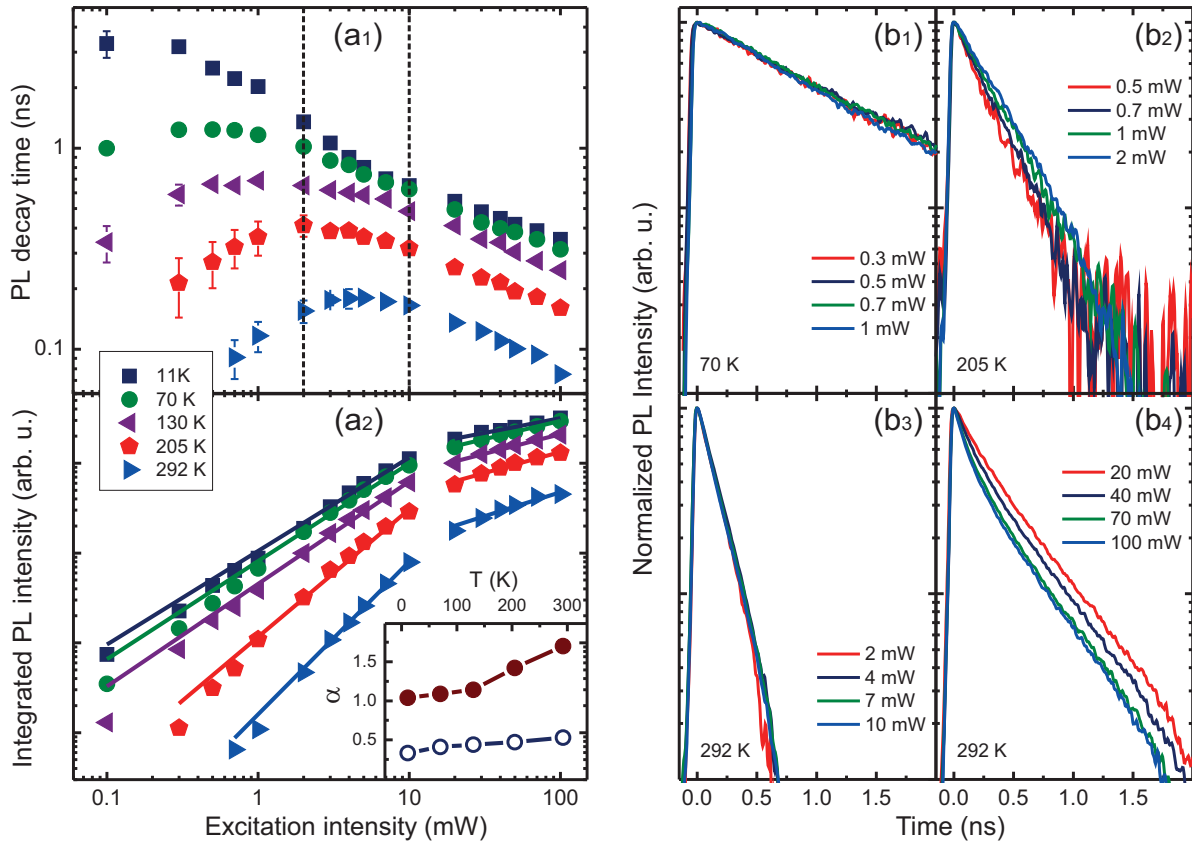 (a1)
PL decay time (ns)
1
0.1
11K
70 K
130 K
205 K
292 K
(a2)
Integrated PL intensity (arb. u.)
T (K)
0 100 200 300
α
1.5
1.0
0.5
0.1 1 10 100
Excitation intensity (mW)
Normalized PL Intensity (arb. u.)
(b1)
0.3 mW
0.5 mW
0.7 mW
1 mW
70 K
(b2)
0.5 mW
0.7 mW
1 mW
2 mW
205 K
(b3)
2 mW
4 mW
7 mW
10 mW
292 K
(b4)
20 mW
40 mW
70 mW
100 mW
292 K
0.0 0.5 1.0 1.5 0.0 0.5 1.0 1.5
Time (ns)